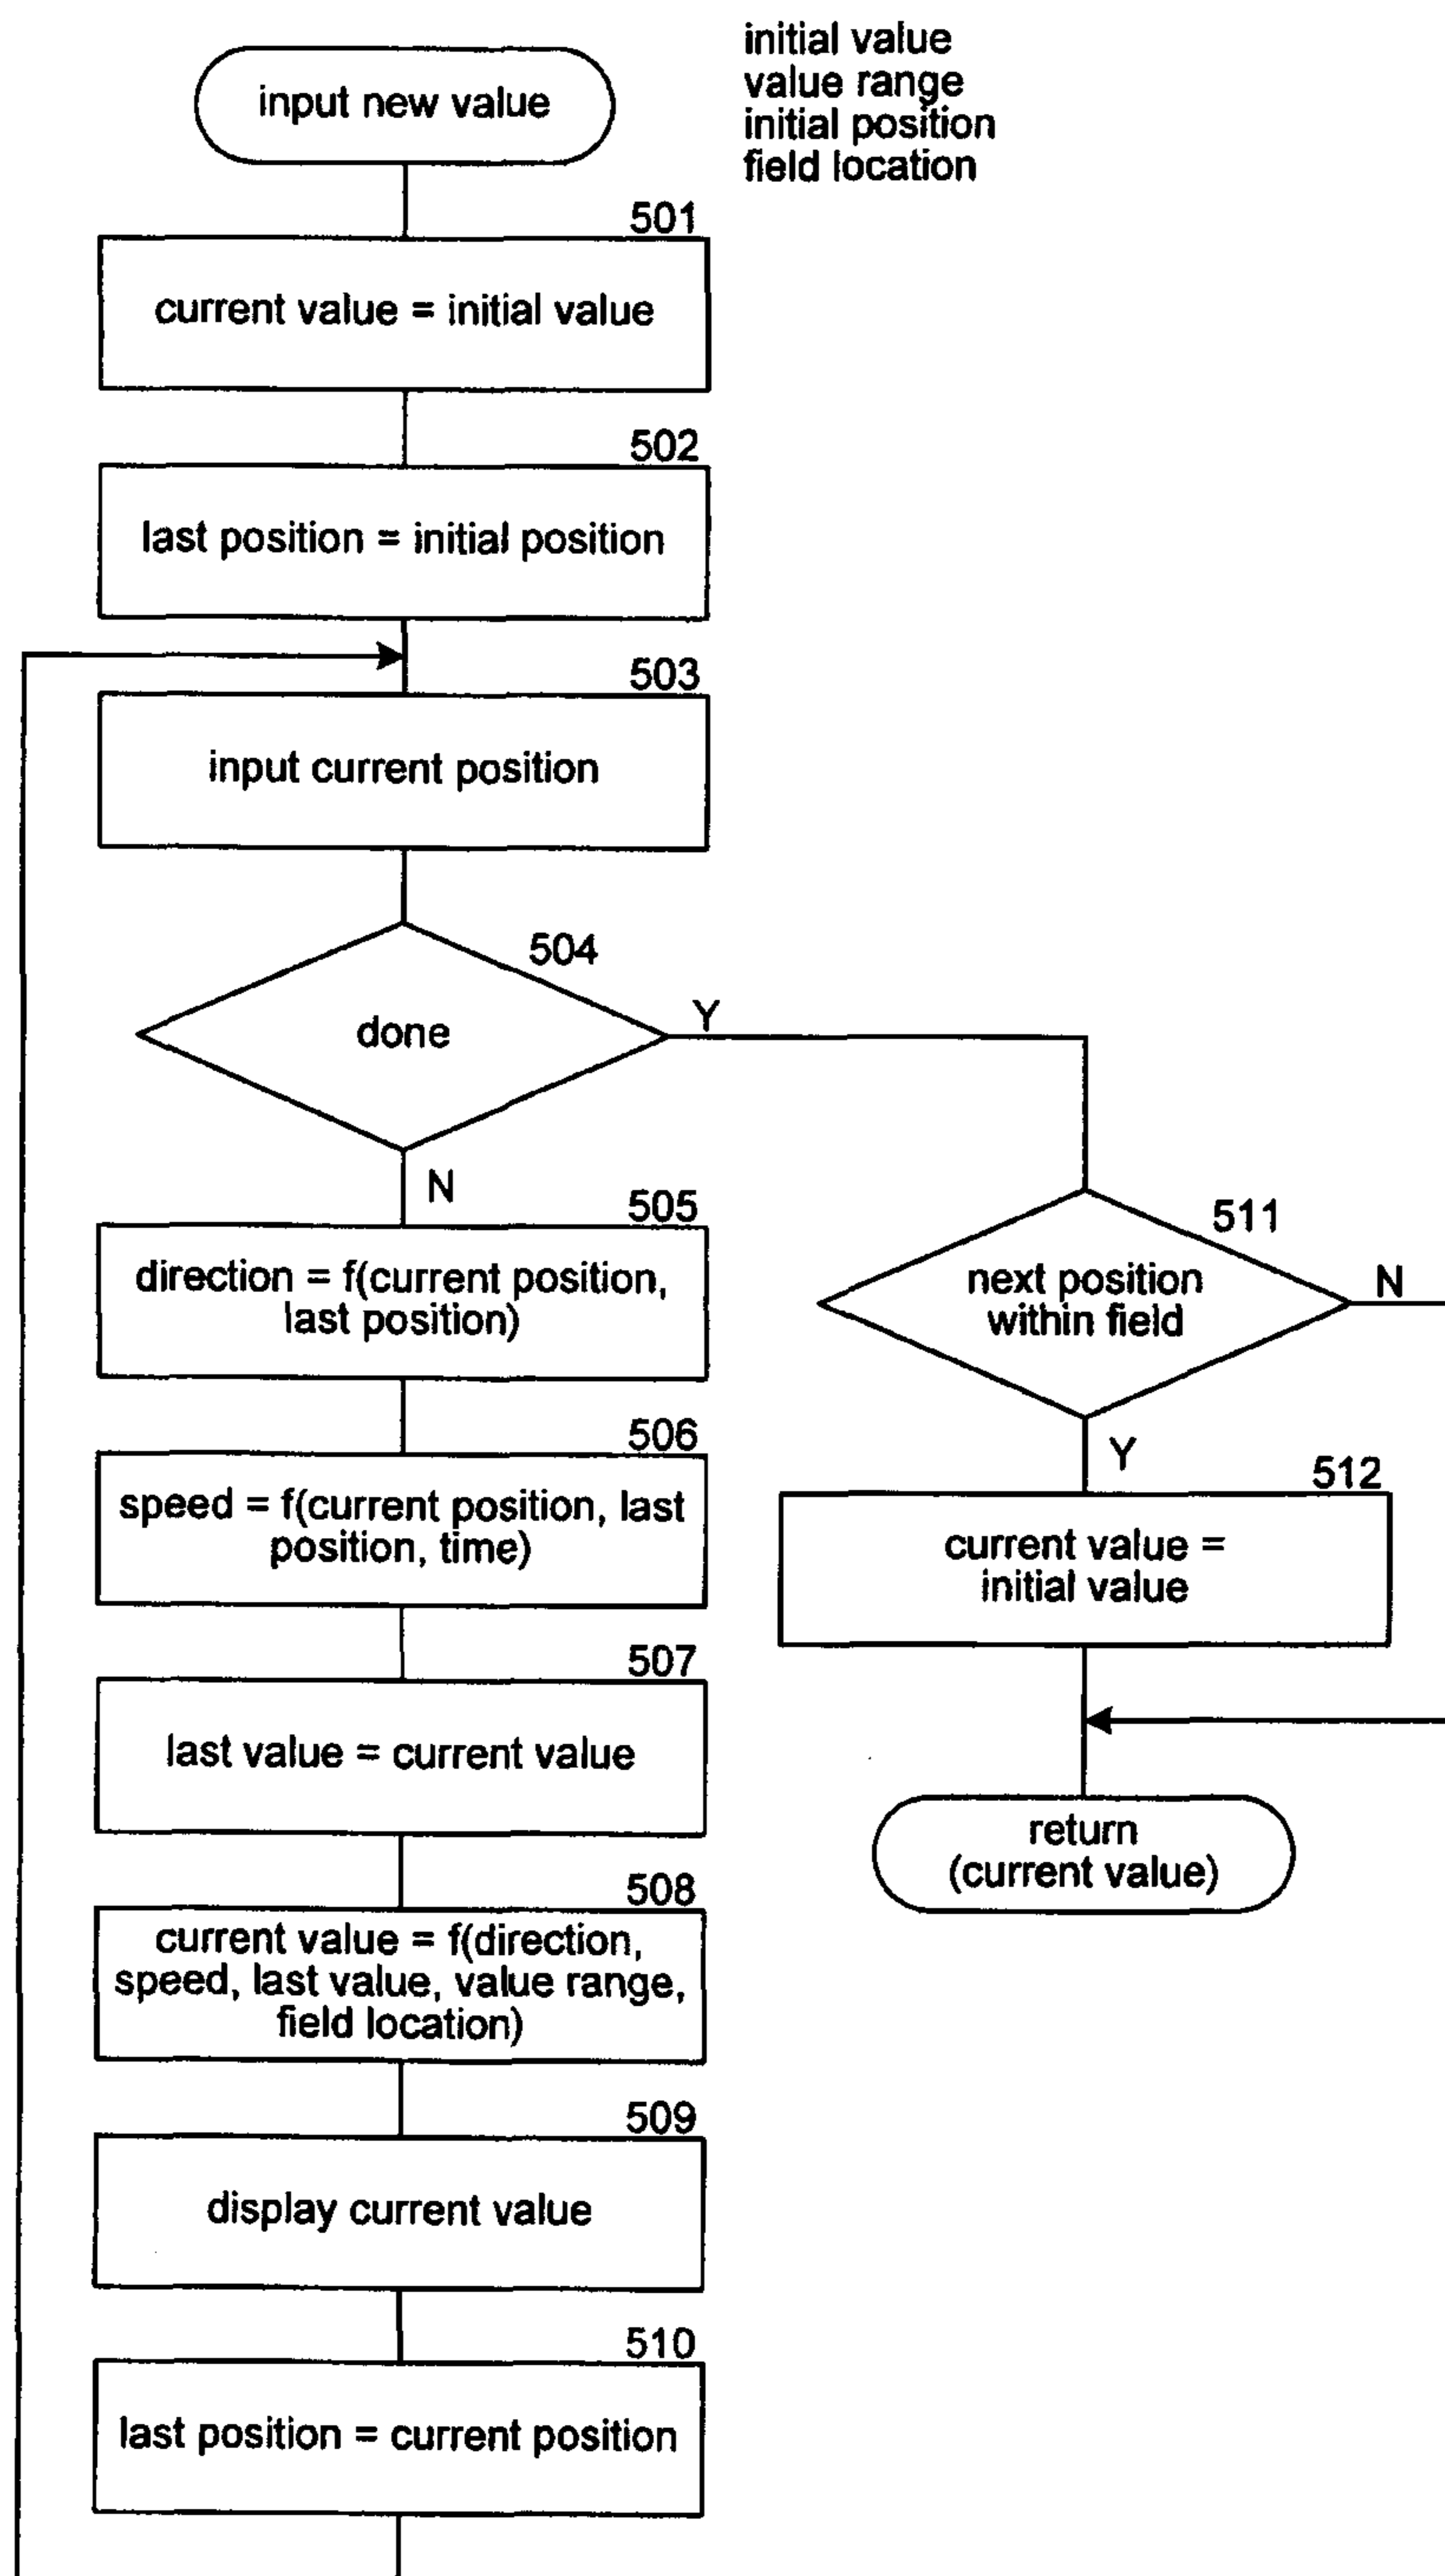 input new value
initial value
value range
initial position
field location
501
current value = initial value
502
last position = initial position
503
input current position
504
done
Y
N
505
direction = f(current position,
last position)
506
speed = f(current position, last
position, time)
507
last value = current value
508
current value = f(direction,
speed, last value, value range,
field location)
509
display current value
510
last position = current position
511
next position
within field
N
Y
512
current value =
initial value
return
(current value)